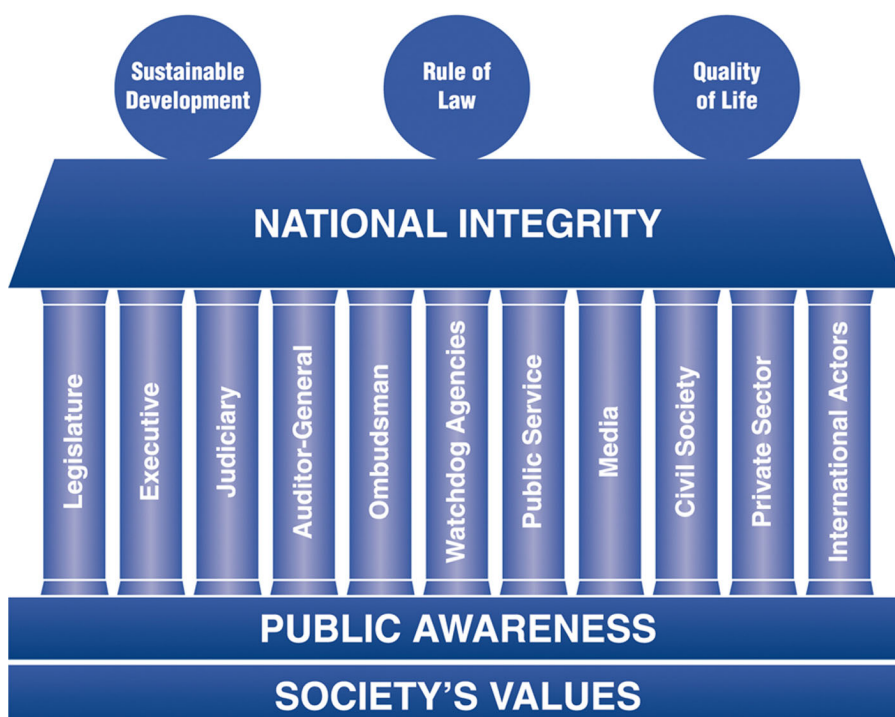 Sustainable
Development
Rule of
Law
Quality
of Life
NATIONAL INTEGRITY
Legislature
Executive
Judiciary
Auditor-General
Ombudsman
Watchdog Agencies
Public Service
Media
Civil Society
Private Sector
International Actors
PUBLIC AWARENESS
SOCIETY'S VALUES